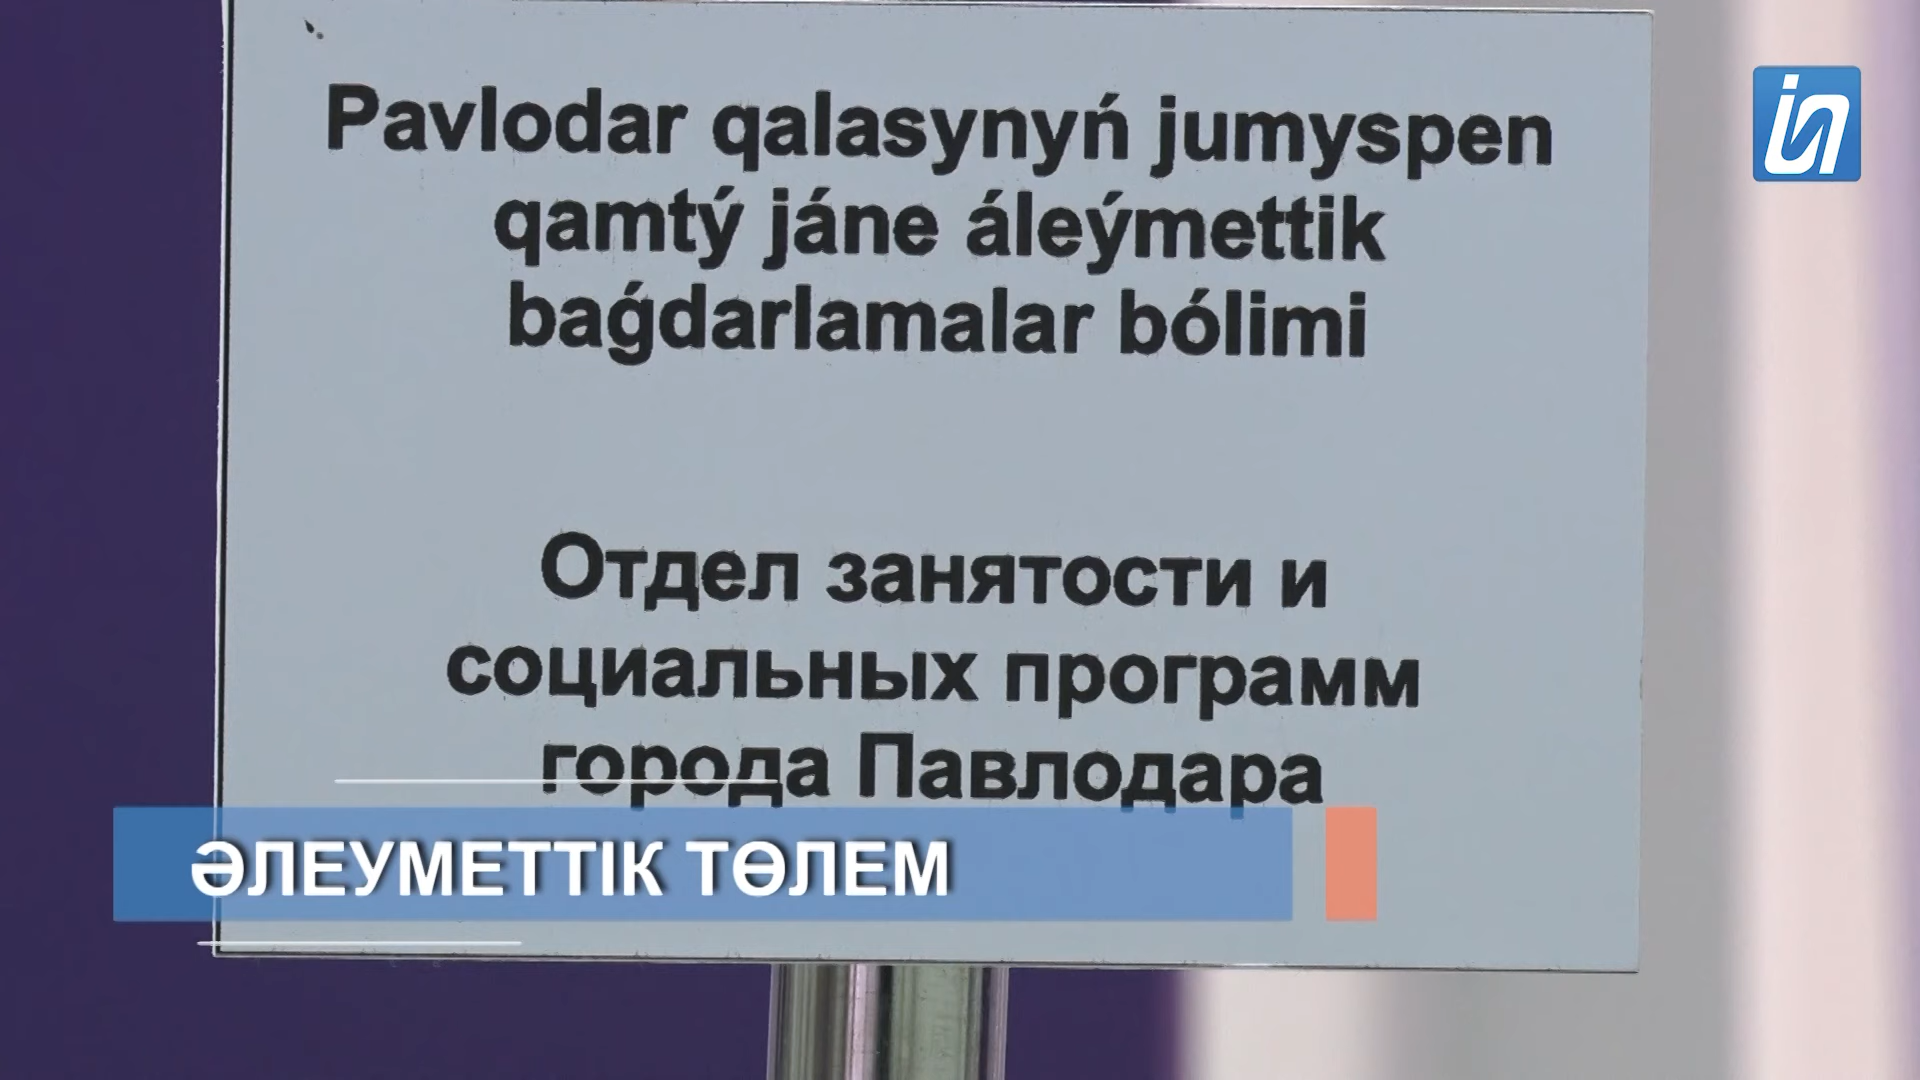 Pavlodar qalasynyń jumyspen
qamtý jáne áleýmettik
baǵdarlamalar bólimi
Отдел занятости и
социальных программ
города Павлодара
ӘЛЕУМЕТТІК ТӨЛЕМ